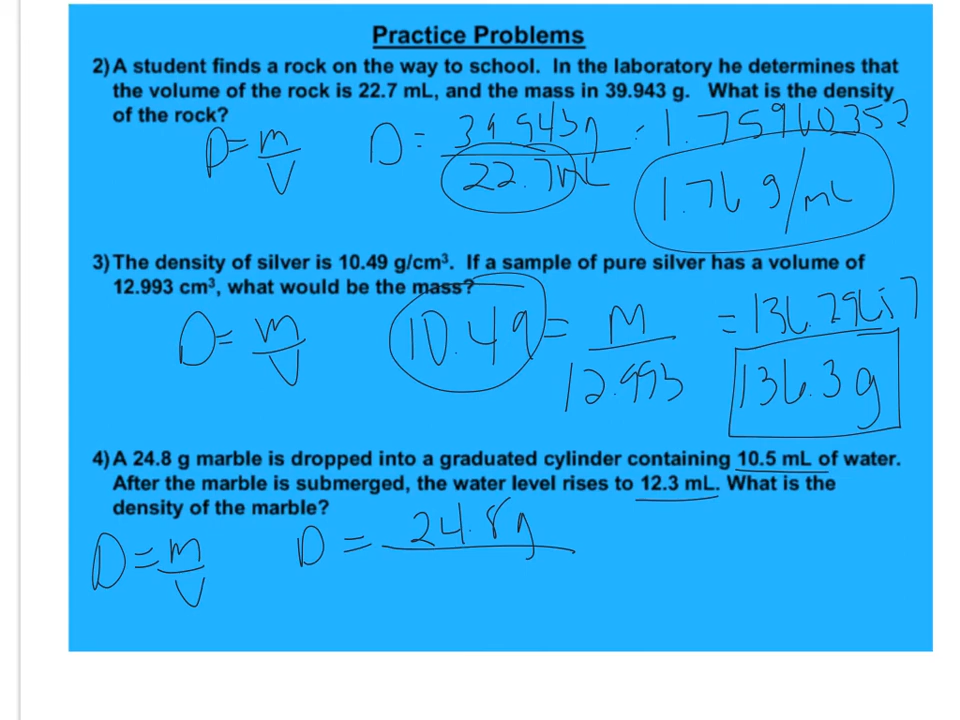 Practice Problems
2) A student finds a rock on the way to school. In the laboratory he determines that
the volume of the rock is 22.7 mL, and the mass in 39.943 g. What is the density
of the rock?
D = m/V D = 39.943g / 22.7mL = 1.75960352
1.76 g/mL
3) The density of silver is 10.49 g/cm³. If a sample of pure silver has a volume of
12.993 cm³, what would be the mass?
D = m/V 10.49 = M / 12.993 = 136.29657
136.3 g
4) A 24.8 g marble is dropped into a graduated cylinder containing 10.5 mL of water.
After the marble is submerged, the water level rises to 12.3 mL. What is the
density of the marble?
D = m/V D = 24.8g